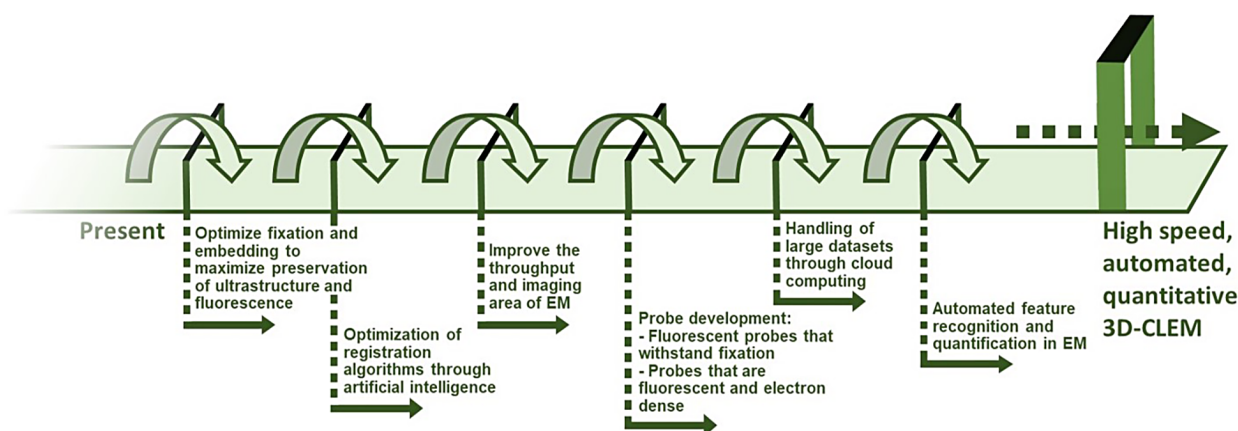 Present
Optimize fixation and
embedding to
maximize preservation
of ultrastructure and
fluorescence
Optimization of
registration
algorithms through
artificial intelligence
Improve the
throughput
and imaging
area of EM
Probe development:
- Fluorescent probes that
withstand fixation
- Probes that are
fluorescent and electron
dense
Handling of
large datasets
through cloud
computing
Automated feature
recognition and
quantification in EM
High speed,
automated,
quantitative
3D-CLEM